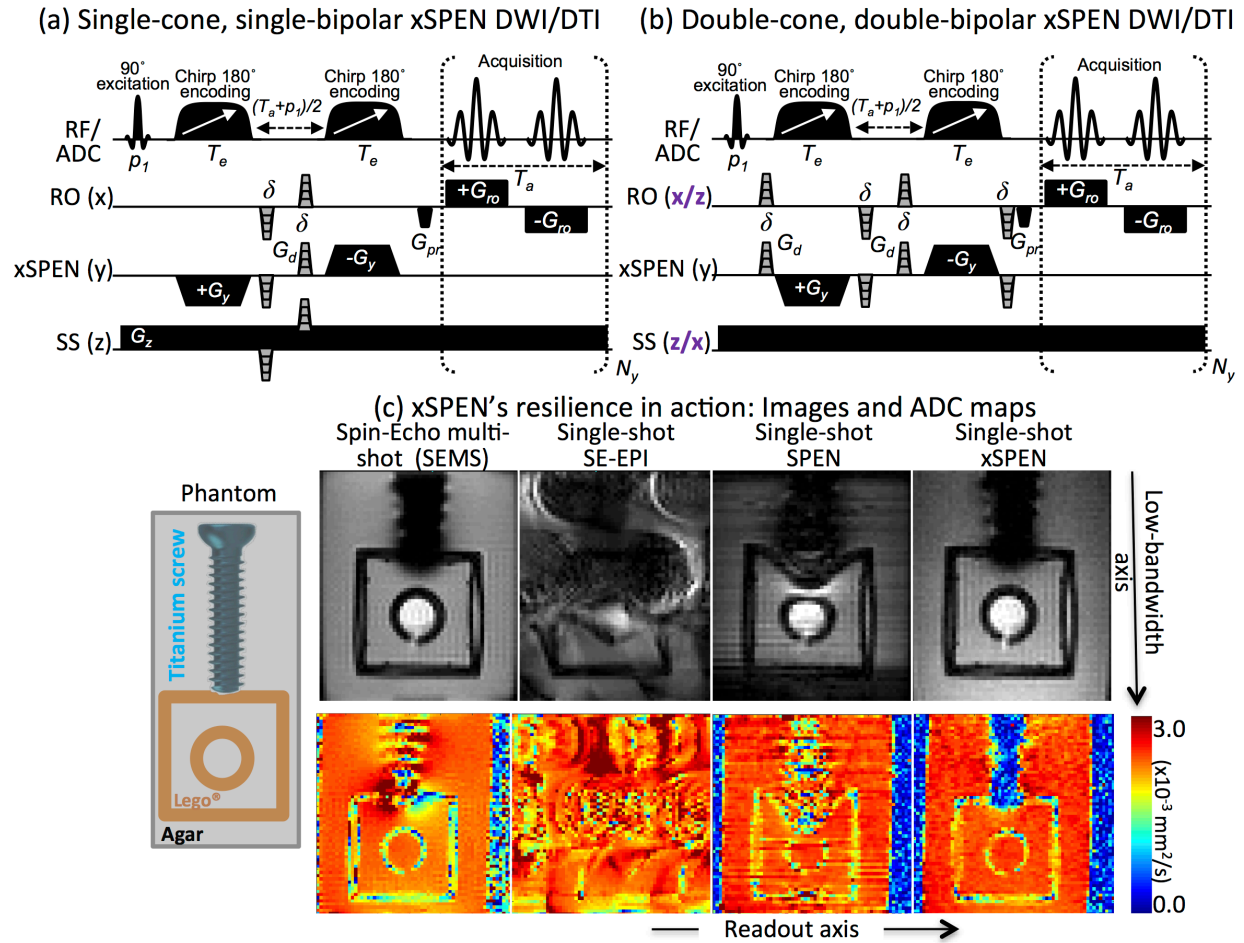 (a) Single-cone, single-bipolar xSPEN DWI/DTI
90˚ excitation
Chirp 180˚ encoding
(Ta+p1)/2
Chirp 180˚ encoding
Acquisition
RF/ADC
p1
Te
Te
Ta
RO (x)
δ
δ
+Gro
-Gro
Gpr
xSPEN (y)
Gd
+Gy
-Gy
SS (z)
Gz
Ny
(b) Double-cone, double-bipolar xSPEN DWI/DTI
90˚ excitation
Chirp 180˚ encoding
(Ta+p1)/2
Chirp 180˚ encoding
Acquisition
RF/ADC
p1
Te
Te
Ta
RO (x/z)
δ
δ
δ
δ
+Gro
-Gro
Gpr
xSPEN (y)
Gd
Gd
+Gy
-Gy
SS (z/x)
Ny
(c) xSPEN's resilience in action: Images and ADC maps
Spin-Echo multi-shot (SEMS)
Single-shot SE-EPI
Single-shot SPEN
Single-shot xSPEN
Phantom
Titanium screw
Lego®
Agar
Low-bandwidth axis
3.0
(x10-3 mm2/s)
0.0
Readout axis